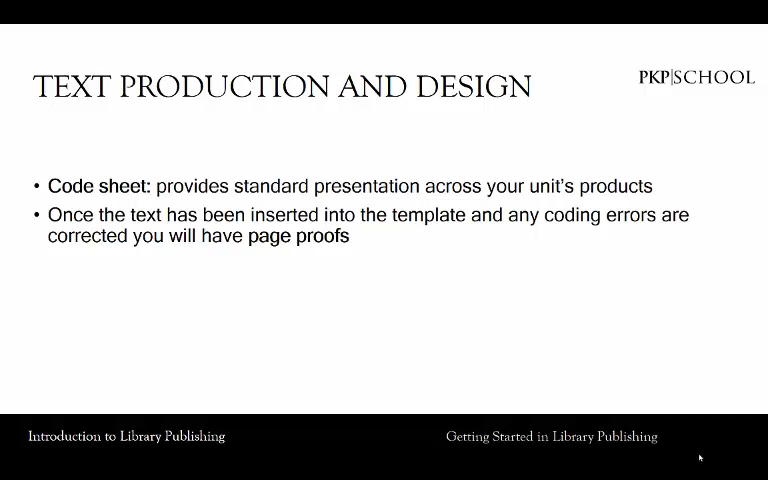 TEXT PRODUCTION AND DESIGN
PKP|SCHOOL
• Code sheet: provides standard presentation across your unit's products
• Once the text has been inserted into the template and any coding errors are
corrected you will have page proofs
Introduction to Library Publishing
Getting Started in Library Publishing